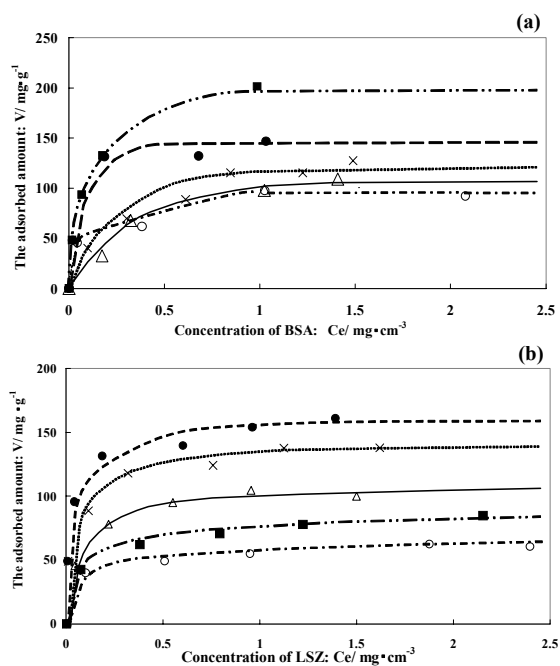 (a)
250
200
150
100
50
0
The adsorbed amount: V/ mg•g-1
0 0.5 1 1.5 2 2.5
Concentration of BSA: Ce/ mg•cm-3
(b)
200
150
100
50
0
The adsorbed amount: V/ mg •g-1
0 0.5 1 1.5 2 2.5
Concentration of LSZ: Ce/ mg•cm-3